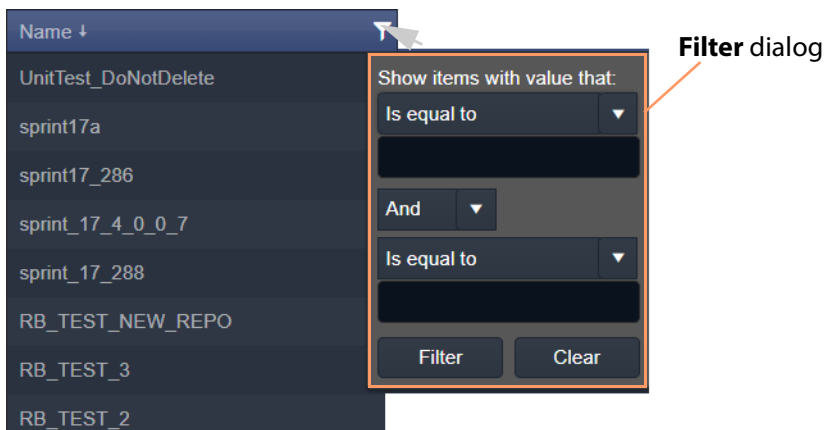 Name ↓
UnitTest_DoNotDelete
sprint17a
sprint17_286
sprint_17_4_0_0_7
sprint_17_288
RB_TEST_NEW_REPO
RB_TEST_3
RB_TEST_2
Show items with value that:
Is equal to
And
Is equal to
Filter Clear
Filter dialog